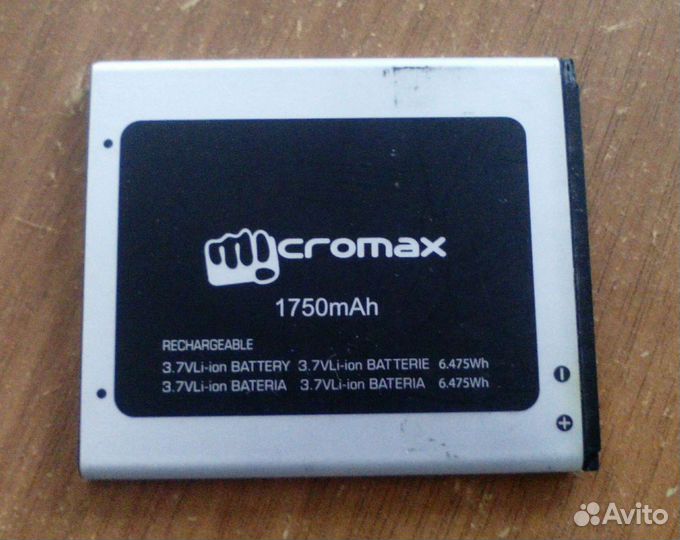 micromax
1750mAh
RECHARGEABLE
3.7VLi-ion BATTERY 3.7VLi-ion BATTERIE 6.475Wh
3.7VLi-ion BATERIA 3.7VLi-ion BATERIA 6.475Wh
-
+
Avito